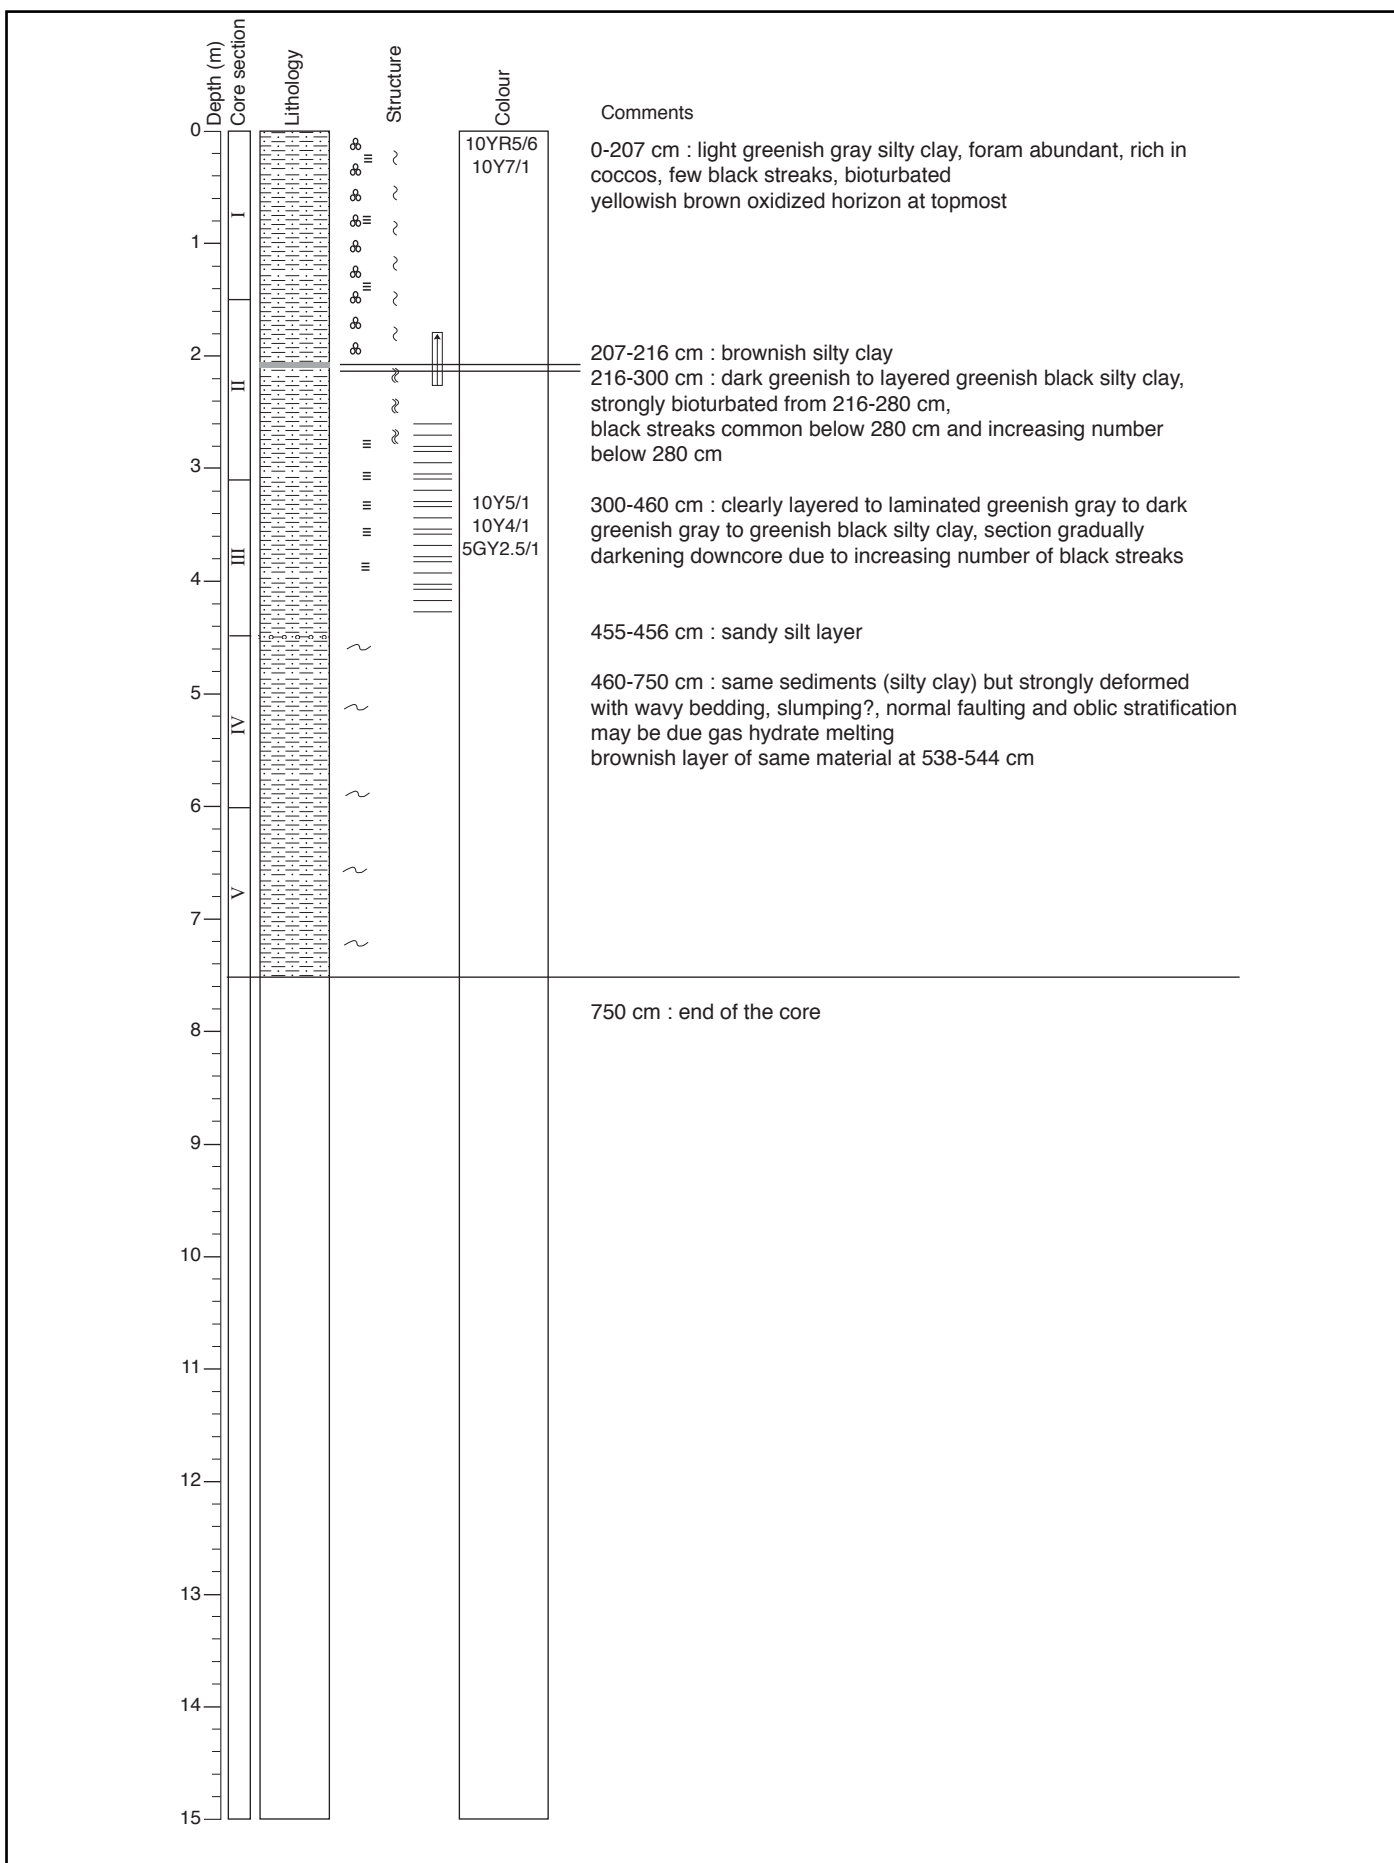 Depth (m)
Core section
Lithology
Structure
Colour
Comments
0
1
2
3
4
5
6
7
8
9
10
11
12
13
14
15
I
II
III
IV
V
10YR5/6
10Y7/1
10Y5/1
10Y4/1
5GY2.5/1
0-207 cm : light greenish gray silty clay, foram abundant, rich in
coccos, few black streaks, bioturbated
yellowish brown oxidized horizon at topmost
207-216 cm : brownish silty clay
216-300 cm : dark greenish to layered greenish black silty clay,
strongly bioturbated from 216-280 cm,
black streaks common below 280 cm and increasing number
below 280 cm
300-460 cm : clearly layered to laminated greenish gray to dark
greenish gray to greenish black silty clay, section gradually
darkening downcore due to increasing number of black streaks
455-456 cm : sandy silt layer
460-750 cm : same sediments (silty clay) but strongly deformed
with wavy bedding, slumping?, normal faulting and oblic stratification
may be due gas hydrate melting
brownish layer of same material at 538-544 cm
750 cm : end of the core